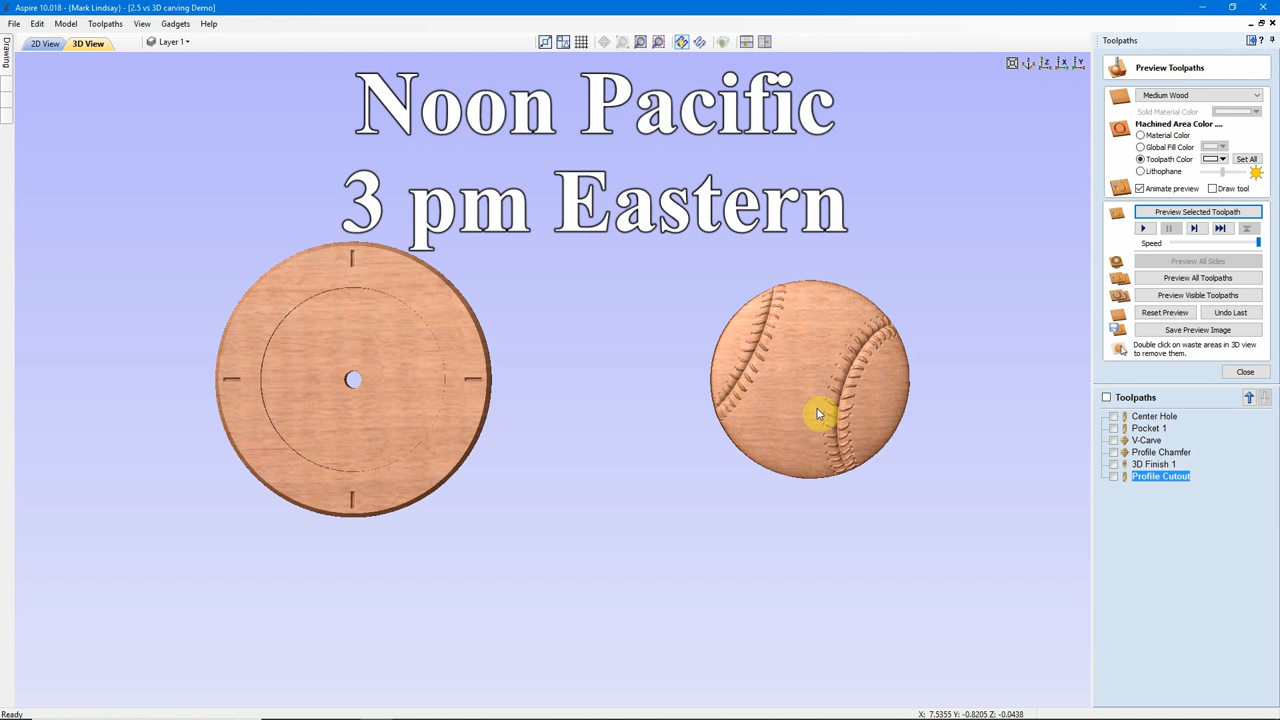 Aspire 10.018 - {Mark Lindsay} - [2.5 vs 3D carving Demo]
File Edit Model Toolpaths View Gadgets Help
2D View 3D View Layer 1
Drawing
Noon Pacific
3 pm Eastern
Toolpaths
Preview Toolpaths
Medium Wood
Solid Material Color
Machined Area Color ....
Material Color
Global Fill Color
Toolpath Color Set All
Lithophane
Animate preview Draw tool
Preview Selected Toolpath
Speed
Preview All Sides
Preview All Toolpaths
Preview Visible Toolpaths
Reset Preview Undo Last
Save Preview Image
Double click on waste areas in 3D view
to remove them.
Close
Toolpaths
Center Hole
Pocket 1
V-Carve
Profile Chamfer
3D Finish 1
Profile Cutout
Ready X: 7.5355 Y: -0.8205 Z: -0.0438